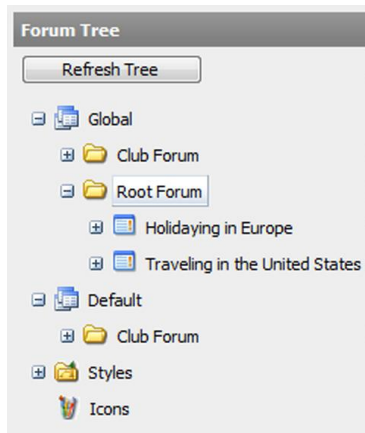 Forum Tree
Refresh Tree
Global
Club Forum
Root Forum
Holidaying in Europe
Traveling in the United States
Default
Club Forum
Styles
Icons